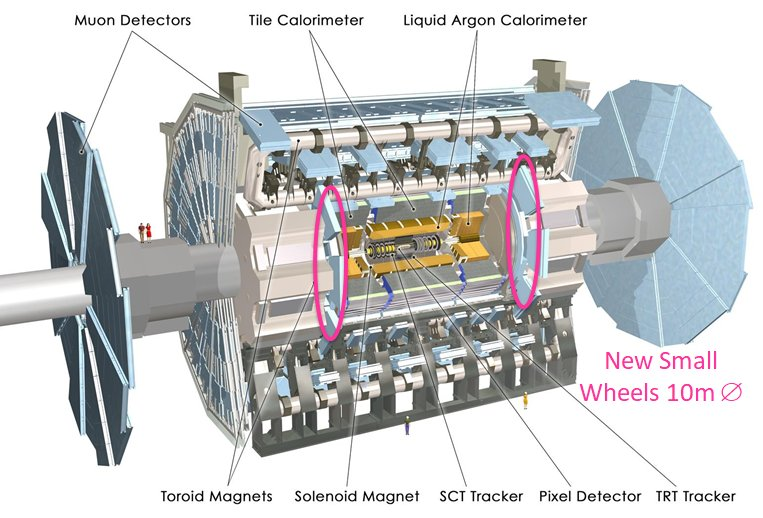 Muon Detectors
Tile Calorimeter
Liquid Argon Calorimeter
New Small
Wheels 10m ∅
Toroid Magnets
Solenoid Magnet
SCT Tracker
Pixel Detector
TRT Tracker